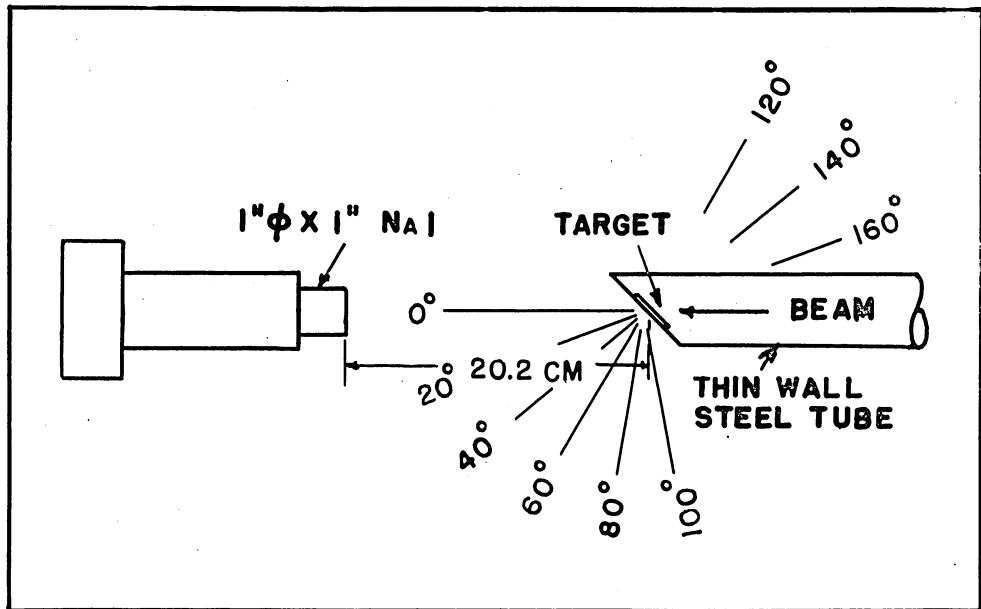 120°
140°
160°
1"ϕ X 1" NAI
TARGET
0°
BEAM
20° 20.2 CM
THIN WALL
STEEL TUBE
40°
60°
80°
100°